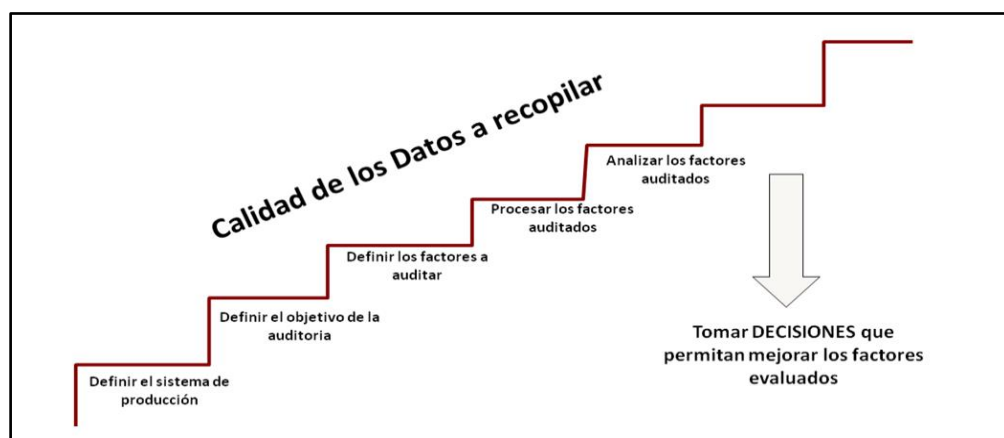 Calidad de los Datos a recopilar
Analizar los factores
auditados
Procesar los factores
auditados
Definir los factores a
auditar
Definir el objetivo de la
auditoria
Definir el sistema de
producción
Tomar DECISIONES que
permitan mejorar los factores
evaluados